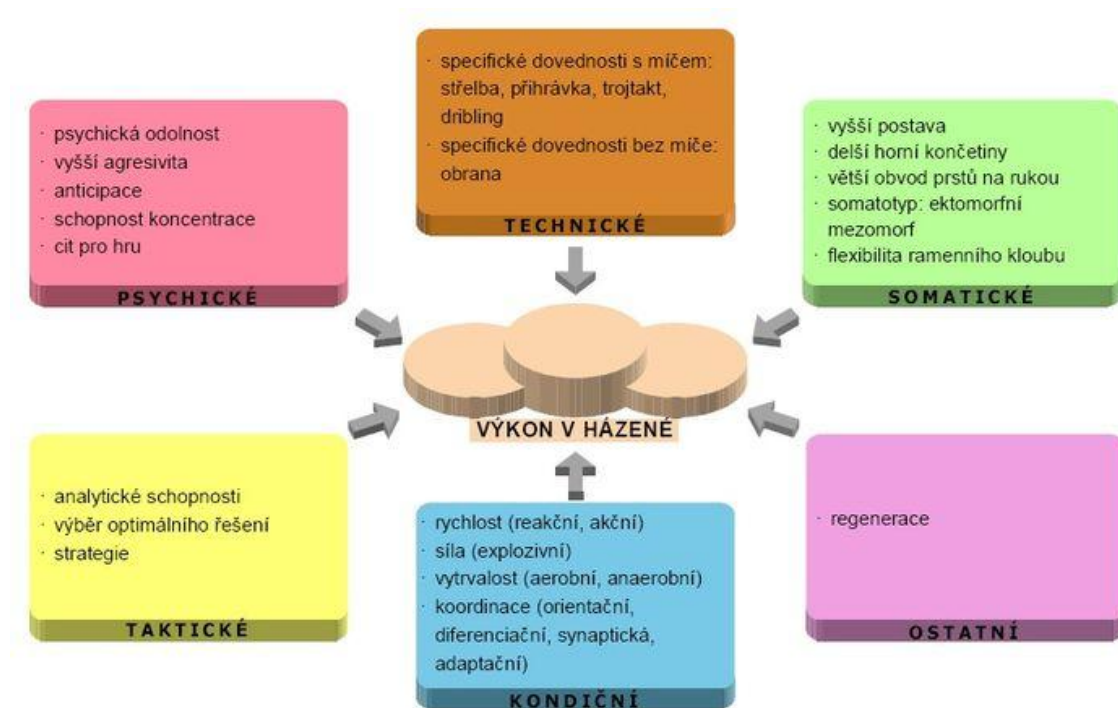 · psychická odolnost
· vyšší agresivita
· anticipace
· schopnost koncentrace
· cit pro hru
PSYCHICKÉ
· specifické dovednosti s míčem:
střelba, přihrávka, trojtakt,
dribling
· specifické dovednosti bez míče:
obrana
TECHNICKÉ
· vyšší postava
· delší horní končetiny
· větší obvod prstů na rukou
· somatotyp: ektomorfní
mezomorf
· flexibilita ramenního kloubu
SOMATICKÉ
VÝKON V HÁZENÉ
· analytické schopnosti
· výběr optimálního řešení
· strategie
TAKTICKÉ
· rychlost (reakční, akční)
· síla (explozivní)
· vytrvalost (aerobní, anaerobní)
· koordinace (orientační,
diferenciační, synaptická,
adaptační)
KONDIČNÍ
· regenerace
OSTATNÍ